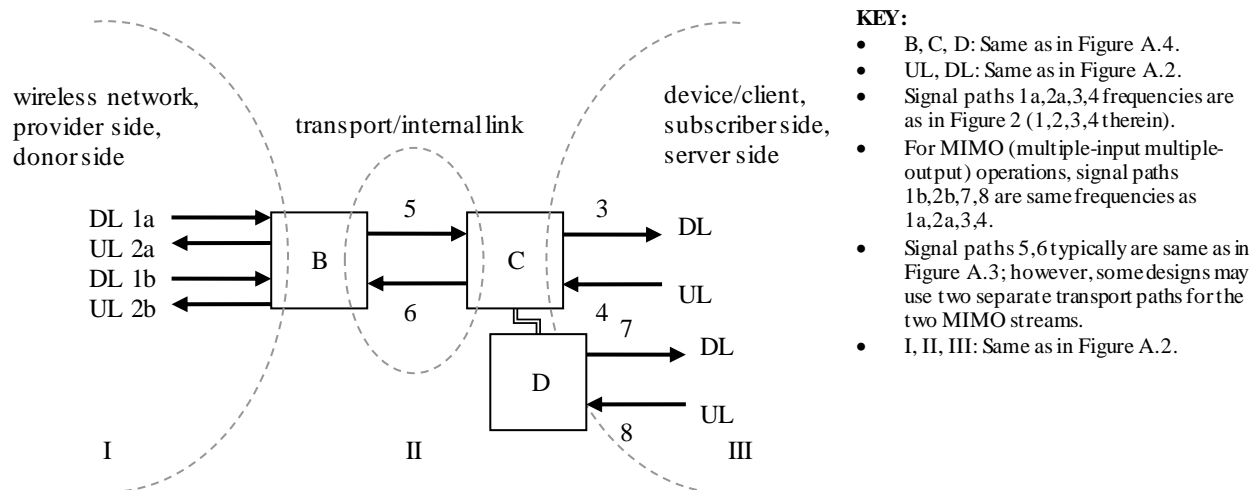 wireless network,
provider side,
donor side
transport/internal link
device/client,
subscriber side,
server side
DL 1a
UL 2a
DL 1b
UL 2b
B
5
6
C
3
DL
UL
4
7
DL
D
UL
8
I
II
III
KEY:
• B, C, D: Same as in Figure A.4.
• UL, DL: Same as in Figure A.2.
• Signal paths 1a,2a,3,4 frequencies are
as in Figure 2 (1,2,3,4 therein).
• For MIMO (multiple-input multiple-
output) operations, signal paths
1b,2b,7,8 are same frequencies as
1a,2a,3,4.
• Signal paths 5,6 typically are same as in
Figure A.3; however, some designs may
use two separate transport paths for the
two MIMO streams.
• I, II, III: Same as in Figure A.2.